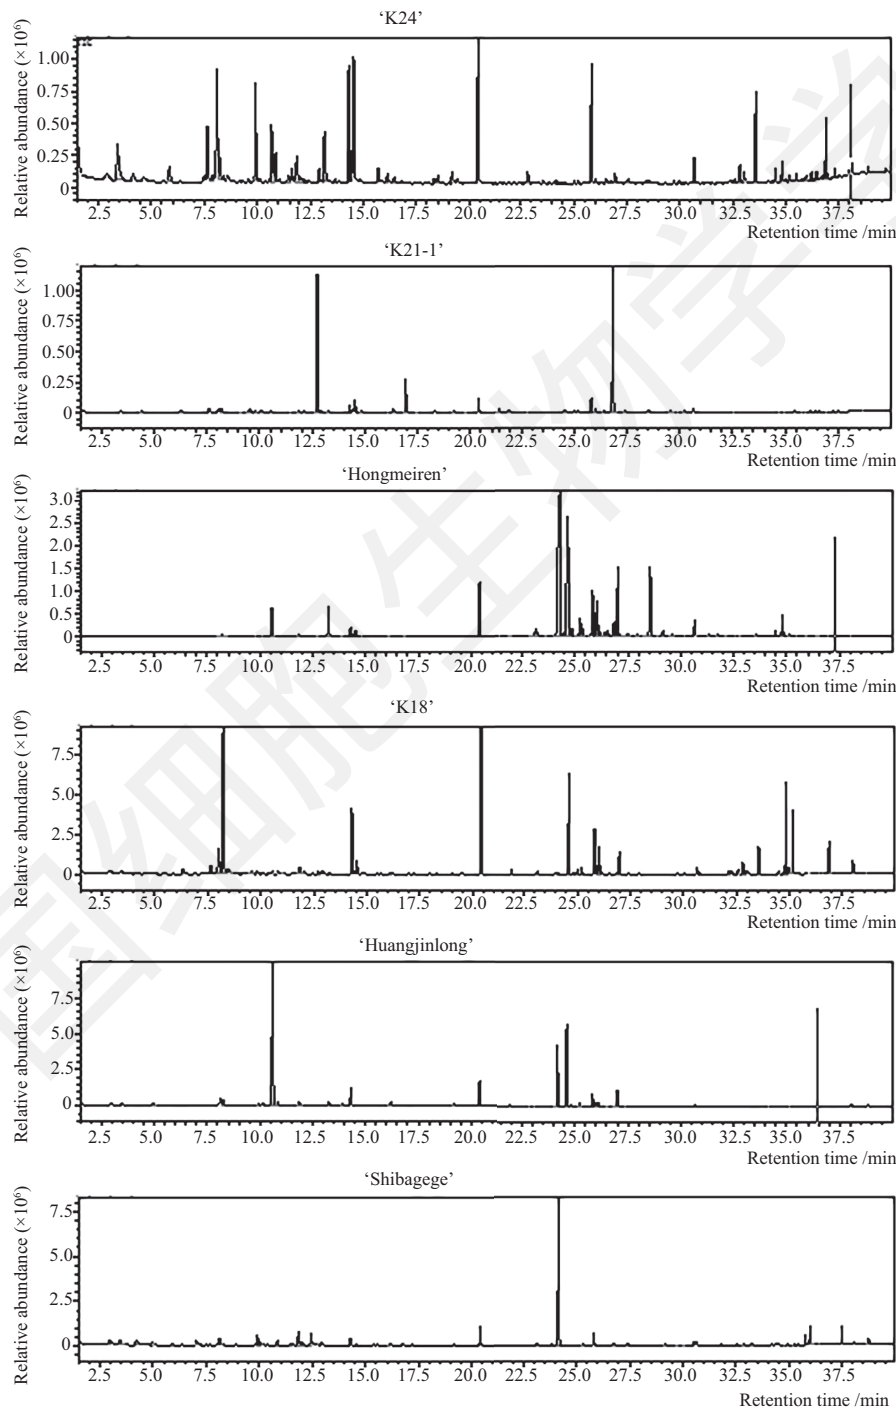 'K24'
Relative abundance (×10⁶)
1.00
0.75
0.50
0.25
0
2.5 5.0 7.5 10.0 12.5 15.0 17.5 20.0 22.5 25.0 27.5 30.0 32.5 35.0 37.5
Retention time /min
'K21-1'
Relative abundance (×10⁶)
1.00
0.75
0.50
0.25
0
2.5 5.0 7.5 10.0 12.5 15.0 17.5 20.0 22.5 25.0 27.5 30.0 32.5 35.0 37.5
Retention time /min
'Hongmeiren'
Relative abundance (×10⁶)
3.0
2.5
2.0
1.5
1.0
0.5
0
2.5 5.0 7.5 10.0 12.5 15.0 17.5 20.0 22.5 25.0 27.5 30.0 32.5 35.0 37.5
Retention time /min
'K18'
Relative abundance (×10⁶)
7.5
5.0
2.5
0
2.5 5.0 7.5 10.0 12.5 15.0 17.5 20.0 22.5 25.0 27.5 30.0 32.5 35.0 37.5
Retention time /min
'Huangjinlong'
Relative abundance (×10⁶)
7.5
5.0
2.5
0
2.5 5.0 7.5 10.0 12.5 15.0 17.5 20.0 22.5 25.0 27.5 30.0 32.5 35.0 37.5
Retention time /min
'Shibagege'
Relative abundance (×10⁶)
7.5
5.0
2.5
0
2.5 5.0 7.5 10.0 12.5 15.0 17.5 20.0 22.5 25.0 27.5 30.0 32.5 35.0 37.5
Retention time /min
国细胞生物学